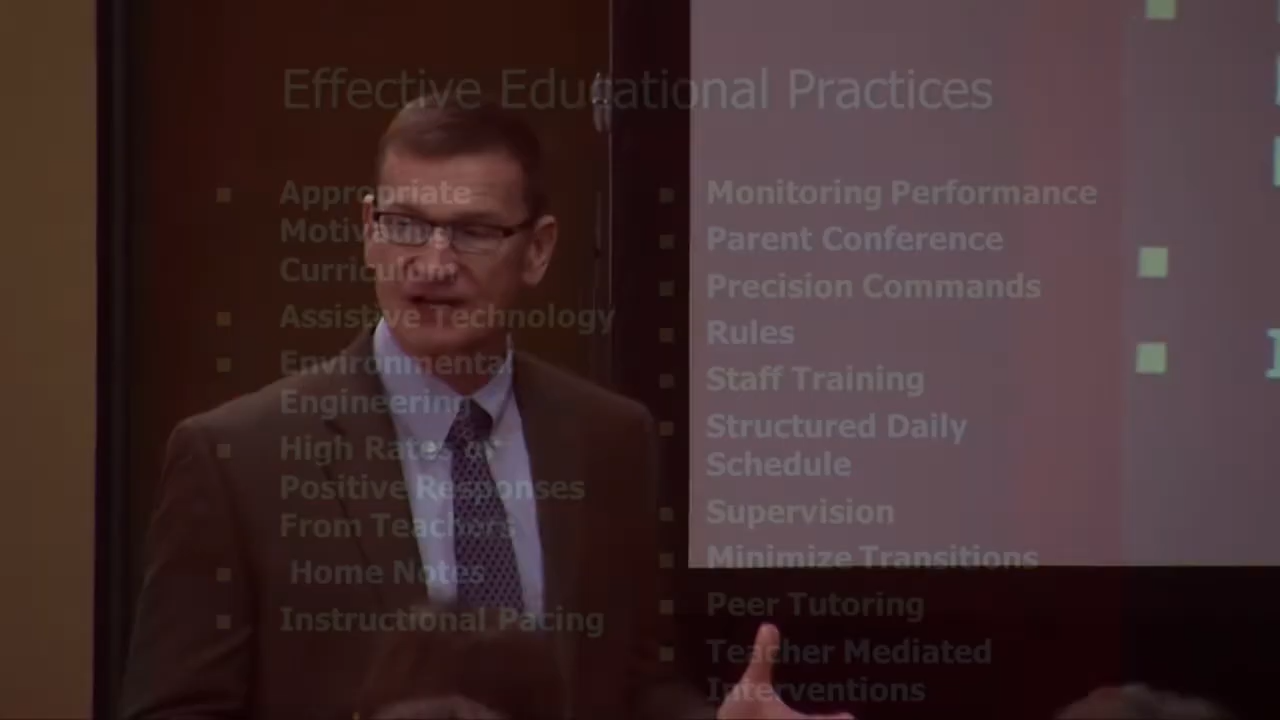 Effective Educational Practices
Appropriate
Motivating
Curriculum
Assistive Technology
Environmental
Engineering
High Rates of
Positive Responses
From Teachers
Home Notes
Instructional Pacing
Monitoring Performance
Parent Conference
Precision Commands
Rules
Staff Training
Structured Daily
Schedule
Supervision
Minimize Transitions
Peer Tutoring
Teacher Mediated
Interventions